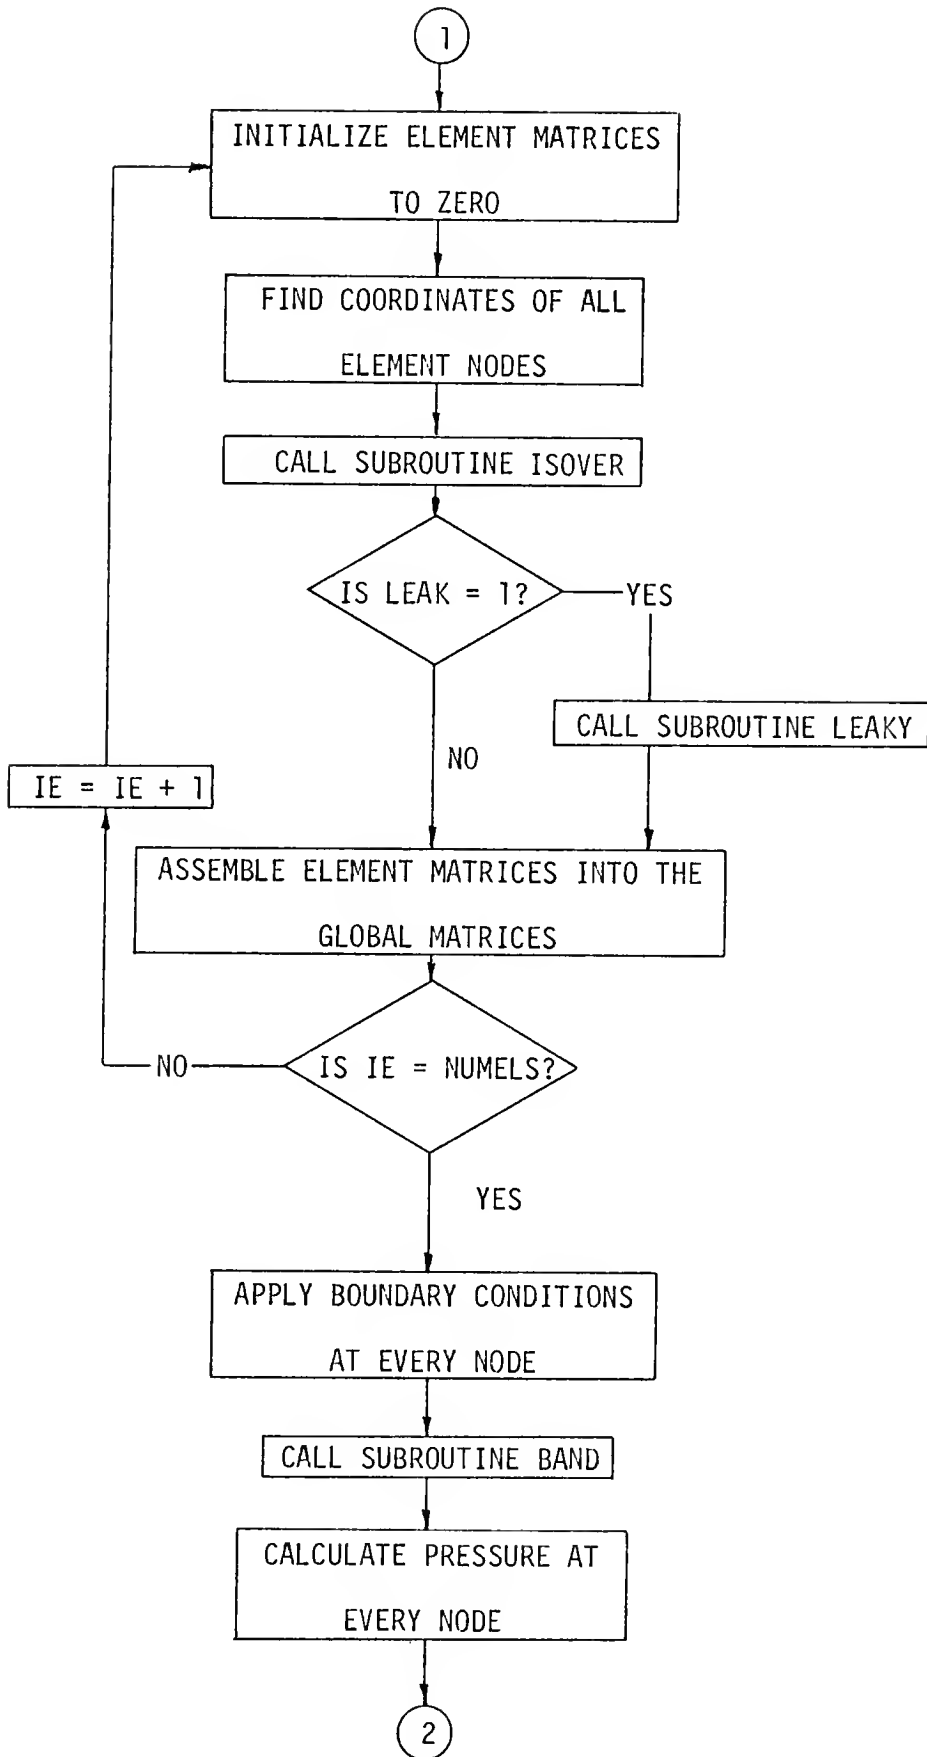 1
INITIALIZE ELEMENT MATRICES
TO ZERO
FIND COORDINATES OF ALL
ELEMENT NODES
CALL SUBROUTINE ISOVER
IS LEAK = 1?
YES
CALL SUBROUTINE LEAKY
NO
IE = IE + 1
ASSEMBLE ELEMENT MATRICES INTO THE
GLOBAL MATRICES
NO
IS IE = NUMELS?
YES
APPLY BOUNDARY CONDITIONS
AT EVERY NODE
CALL SUBROUTINE BAND
CALCULATE PRESSURE AT
EVERY NODE
2